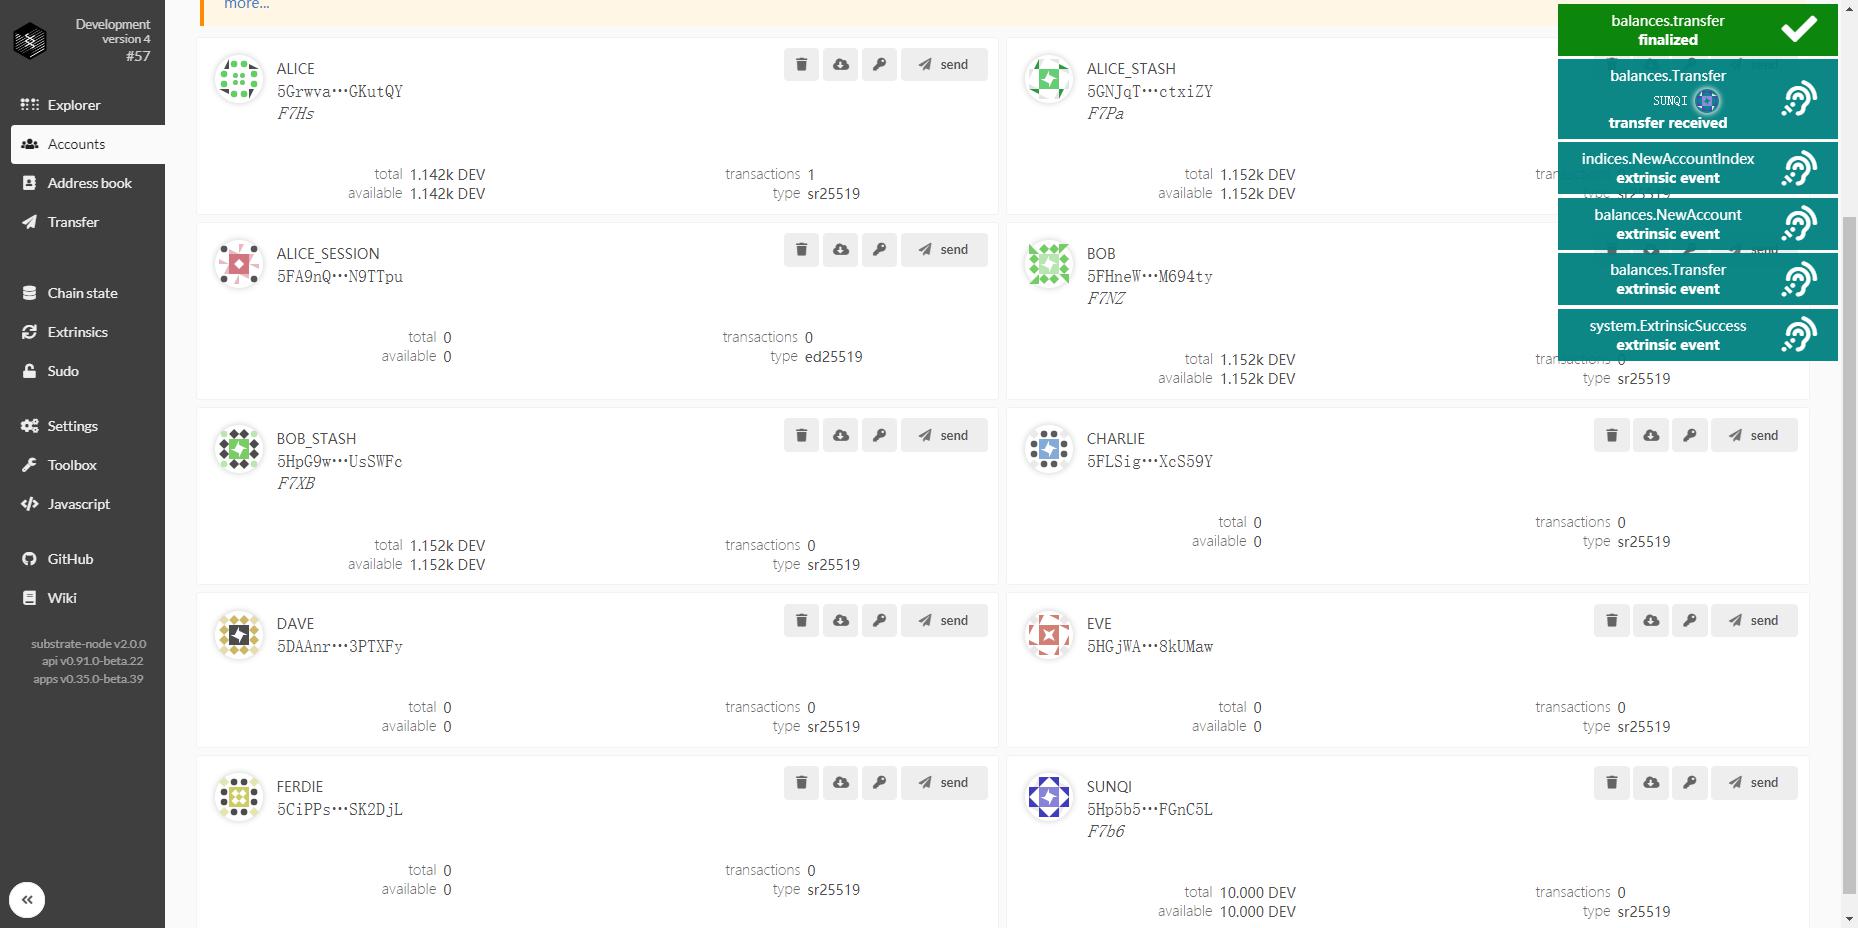 more...
Development
version 4
#57
Explorer
Accounts
Address book
Transfer
Chain state
Extrinsics
Sudo
Settings
Toolbox
Javascript
GitHub
Wiki
substrate-node v2.0.0
api v0.91.0-beta.22
apps v0.35.0-beta.39
ALICE
5Grwva···GKutQY
F7Hs
send
total 1.142k DEV
available 1.142k DEV
transactions 1
type sr25519
ALICE_STASH
5GNJqT···ctxiZY
F7Pa
total 1.152k DEV
available 1.152k DEV
type sr25519
ALICE_SESSION
5FA9nQ···N9TTpu
send
total 0
available 0
transactions 0
type ed25519
BOB
5FHneW···M694ty
F7NZ
send
total 1.152k DEV
available 1.152k DEV
transactions 0
type sr25519
BOB_STASH
5HpG9w···UsSWFc
F7XB
send
total 1.152k DEV
available 1.152k DEV
transactions 0
type sr25519
CHARLIE
5FLSig···XcS59Y
send
total 0
available 0
transactions 0
type sr25519
DAVE
5DAAnr···3PTXFy
send
total 0
available 0
transactions 0
type sr25519
EVE
5HGjWA···8kUMaw
send
total 0
available 0
transactions 0
type sr25519
FERDIE
5CiPPs···SK2DjL
send
total 0
available 0
transactions 0
type sr25519
SUNQI
5Hp5b5···FGnC5L
F7b6
send
total 10.000 DEV
available 10.000 DEV
transactions 0
type sr25519
balances.transfer
finalized
balances.Transfer
SUNQI
transfer received
indices.NewAccountIndex
extrinsic event
balances.NewAccount
extrinsic event
balances.Transfer
extrinsic event
system.ExtrinsicSuccess
extrinsic event